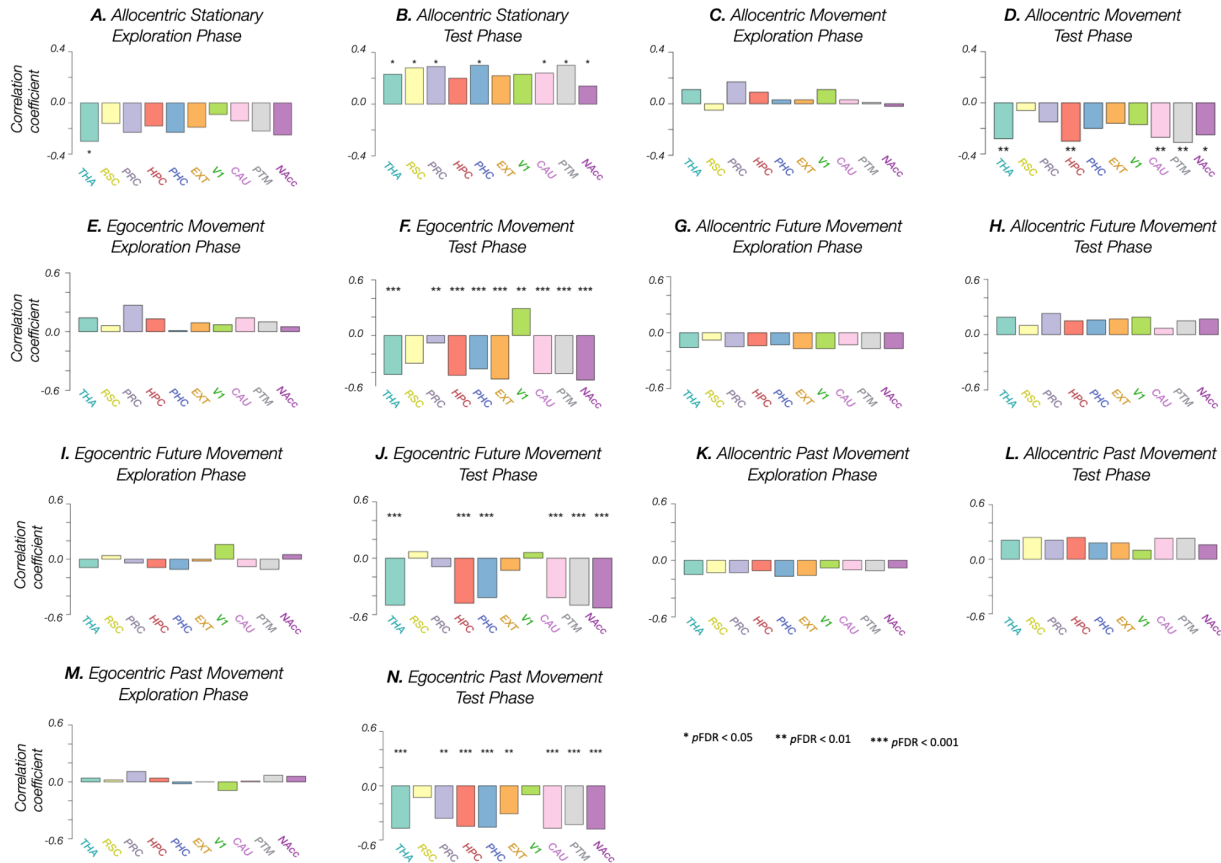 A. Allocentric Stationary
Exploration Phase
B. Allocentric Stationary
Test Phase
C. Allocentric Movement
Exploration Phase
D. Allocentric Movement
Test Phase
Correlation
coefficient
0.4
0.0
-0.4
*
THA RSC PRC HPC PHC EXT V1 CAU PTM NAcc
0.4
0.0
-0.4
* * * * * * *
THA RSC PRC HPC PHC EXT V1 CAU PTM NAcc
0.4
0.0
-0.4
THA RSC PRC HPC PHC EXT V1 CAU PTM NAcc
0.4
0.0
-0.4
** ** ** ** *
THA RSC PRC HPC PHC EXT V1 CAU PTM NAcc
E. Egocentric Movement
Exploration Phase
F. Egocentric Movement
Test Phase
G. Allocentric Future Movement
Exploration Phase
H. Allocentric Future Movement
Test Phase
Correlation
coefficient
0.6
0.0
-0.6
THA RSC PRC HPC PHC EXT V1 CAU PTM NAcc
0.6
0.0
-0.6
*** ** *** *** *** ** *** *** ***
THA RSC PRC HPC PHC EXT V1 CAU PTM NAcc
0.6
0.0
-0.6
THA RSC PRC HPC PHC EXT V1 CAU PTM NAcc
0.6
0.0
-0.6
THA RSC PRC HPC PHC EXT V1 CAU PTM NAcc
I. Egocentric Future Movement
Exploration Phase
J. Egocentric Future Movement
Test Phase
K. Allocentric Past Movement
Exploration Phase
L. Allocentric Past Movement
Test Phase
Correlation
coefficient
0.6
0.0
-0.6
THA RSC PRC HPC PHC EXT V1 CAU PTM NAcc
0.6
0.0
-0.6
*** *** *** *** *** ***
THA RSC PRC HPC PHC EXT V1 CAU PTM NAcc
0.6
0.0
-0.6
THA RSC PRC HPC PHC EXT V1 CAU PTM NAcc
0.6
0.0
-0.6
THA RSC PRC HPC PHC EXT V1 CAU PTM NAcc
M. Egocentric Past Movement
Exploration Phase
N. Egocentric Past Movement
Test Phase
Correlation
coefficient
0.6
0.0
-0.6
THA RSC PRC HPC PHC EXT V1 CAU PTM NAcc
0.6
0.0
-0.6
*** ** *** *** ** *** *** ***
THA RSC PRC HPC PHC EXT V1 CAU PTM NAcc
* pFDR < 0.05 ** pFDR < 0.01 *** pFDR < 0.001